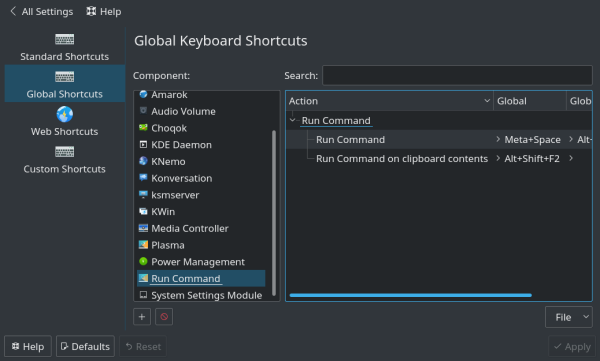 All Settings
Help
Standard Shortcuts
Global Shortcuts
Web Shortcuts
Custom Shortcuts
Global Keyboard Shortcuts
Component:
Search:
Amarok
Audio Volume
Choqok
KDE Daemon
KNemo
Konversation
ksmserver
KWin
Media Controller
Plasma
Power Management
Run Command
System Settings Module
Action Global Glob
Run Command
Run Command Meta+Space Alt-
Run Command on clipboard contents Alt+Shift+F2
File
Help
Defaults
Reset
Apply